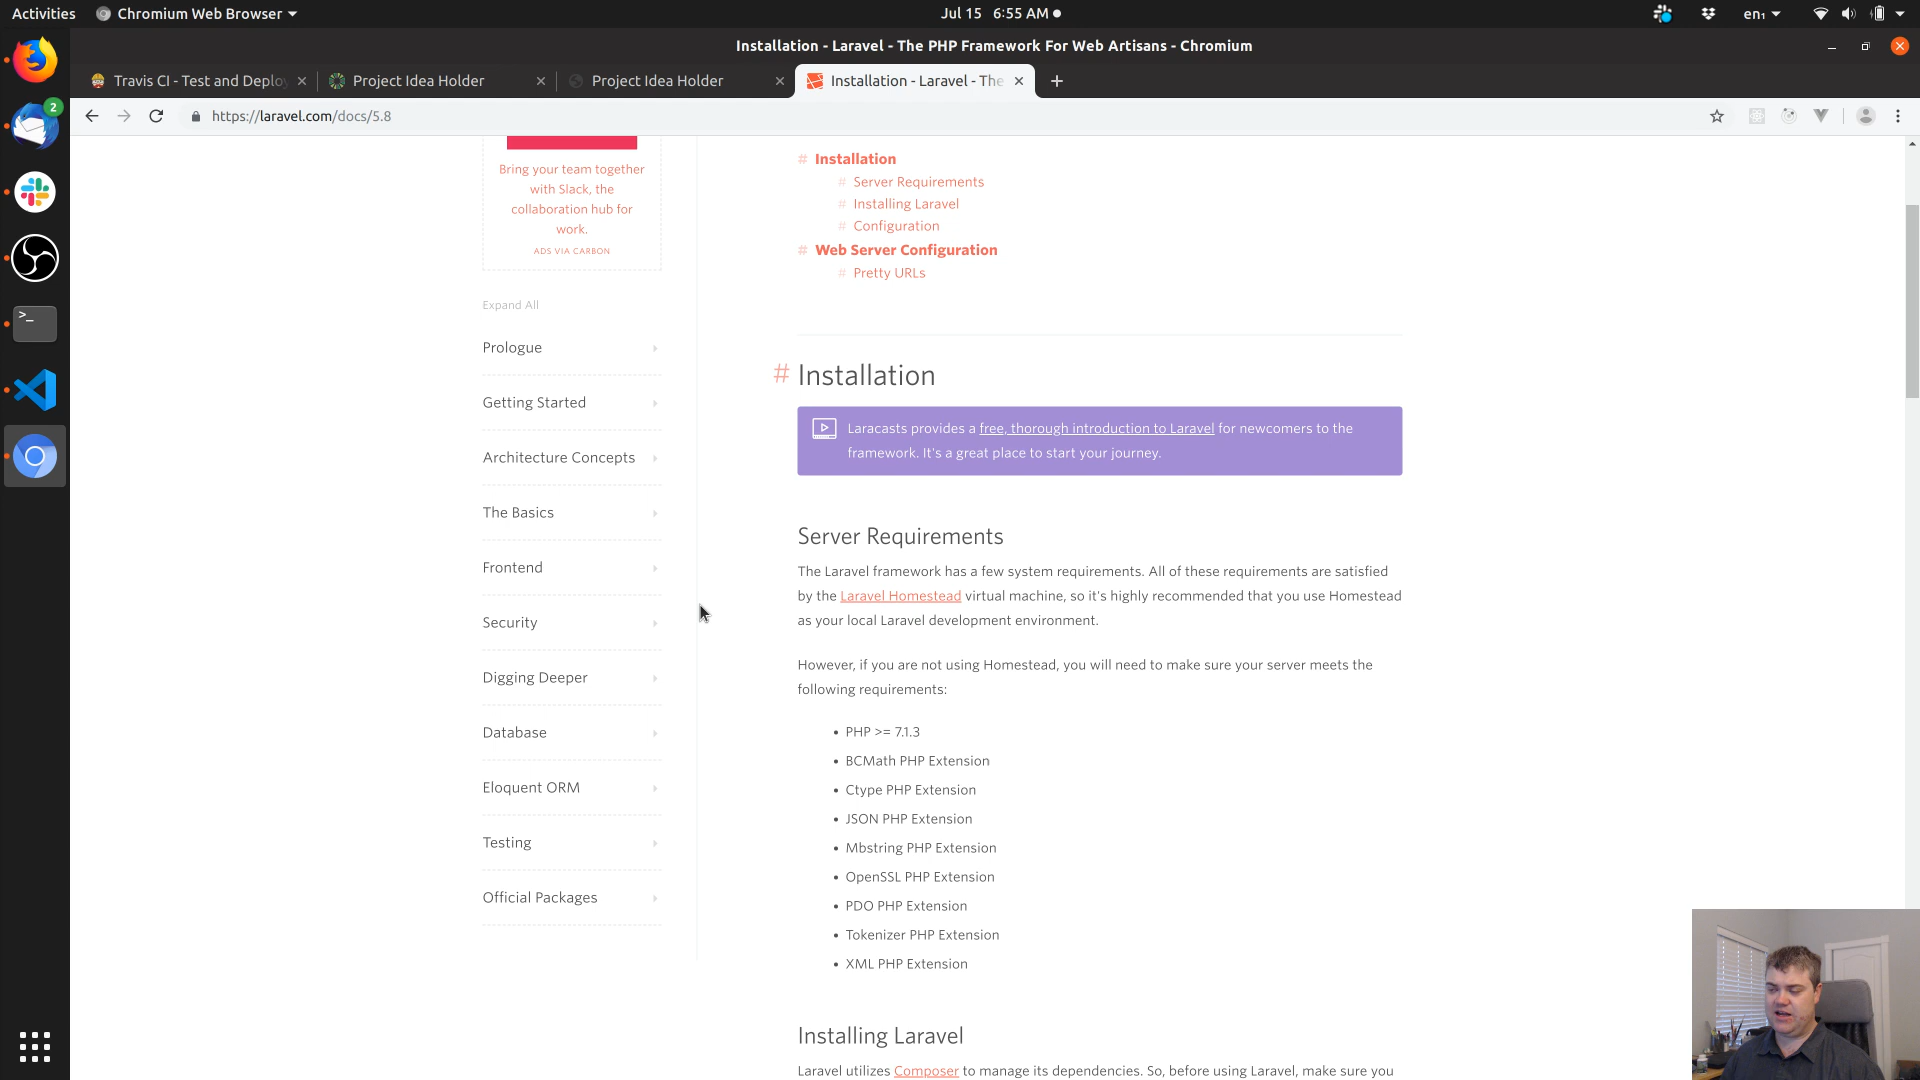 Activities
Chromium Web Browser
Jul 15 6:55 AM
en₁
Installation - Laravel - The PHP Framework For Web Artisans - Chromium
2
Travis CI - Test and Deploy
Project Idea Holder
Project Idea Holder
Installation - Laravel - The
https://laravel.com/docs/5.8
Bring your team together
with Slack, the
collaboration hub for
work.
ADS VIA CARBON
Expand All
Prologue
Getting Started
Architecture Concepts
The Basics
Frontend
Security
Digging Deeper
Database
Eloquent ORM
Testing
Official Packages
# Installation
# Server Requirements
# Installing Laravel
# Configuration
# Web Server Configuration
# Pretty URLs
# Installation
Laracasts provides a free, thorough introduction to Laravel for newcomers to the
framework. It's a great place to start your journey.
Server Requirements
The Laravel framework has a few system requirements. All of these requirements are satisfied
by the Laravel Homestead virtual machine, so it's highly recommended that you use Homestead
as your local Laravel development environment.
However, if you are not using Homestead, you will need to make sure your server meets the
following requirements:
• PHP >= 7.1.3
• BCMath PHP Extension
• Ctype PHP Extension
• JSON PHP Extension
• Mbstring PHP Extension
• OpenSSL PHP Extension
• PDO PHP Extension
• Tokenizer PHP Extension
• XML PHP Extension
Installing Laravel
Laravel utilizes Composer to manage its dependencies. So, before using Laravel, make sure you